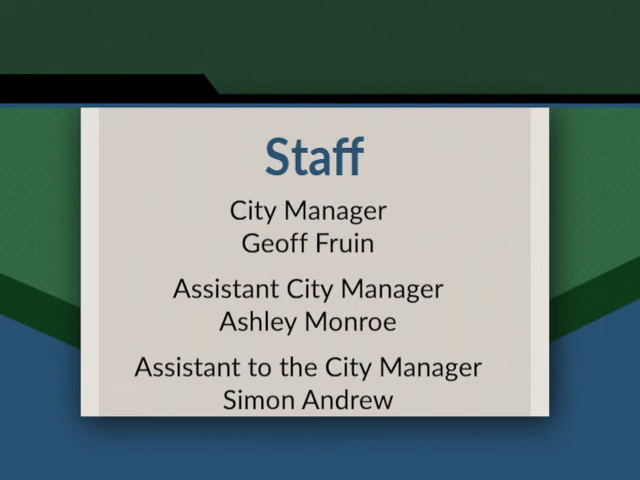 Staff
City Manager
Geoff Fruin
Assistant City Manager
Ashley Monroe
Assistant to the City Manager
Simon Andrew